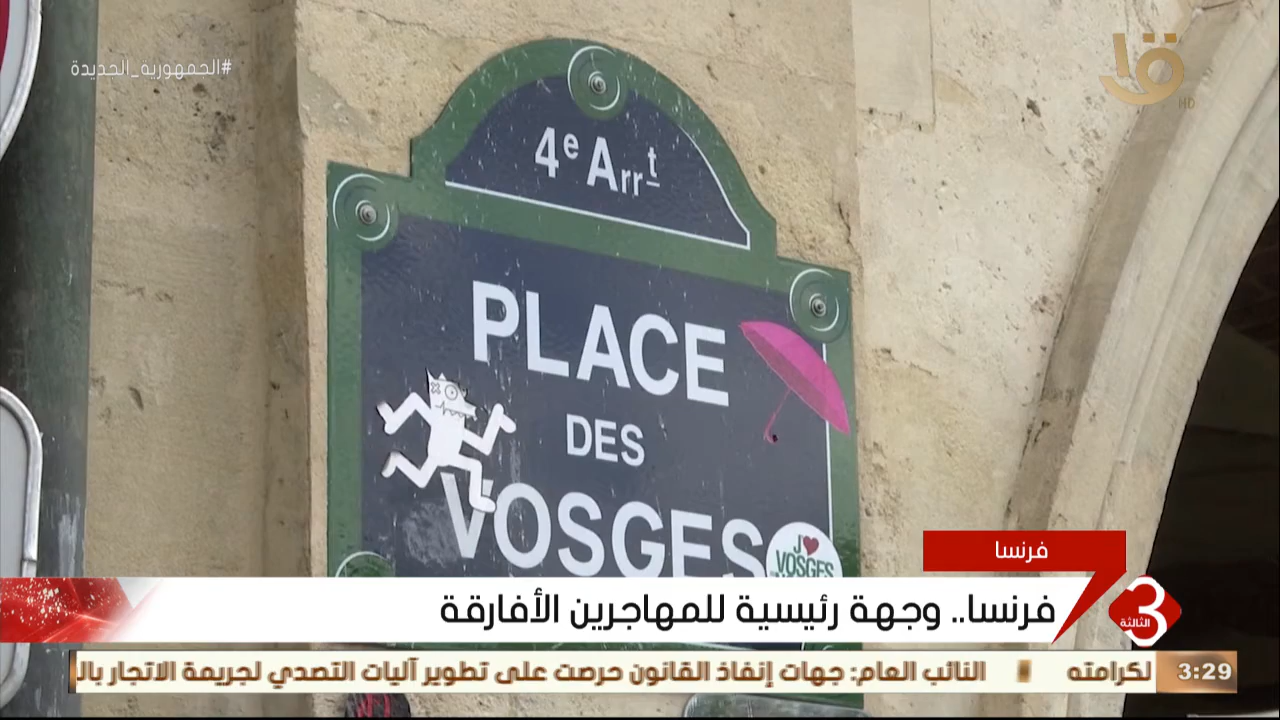 #الجمهورية_الجديدة
HD
4e Arrt
PLACE
DES
VOSGES
J
VOSGES
فرنسا
فرنسا.. وجهة رئيسية للمهاجرين الأفارقة
3
الثالثة
لكرامته النائب العام: جهات إنفاذ القانون حرصت على تطوير آليات التصدي لجريمة الاتجار بال
3:29